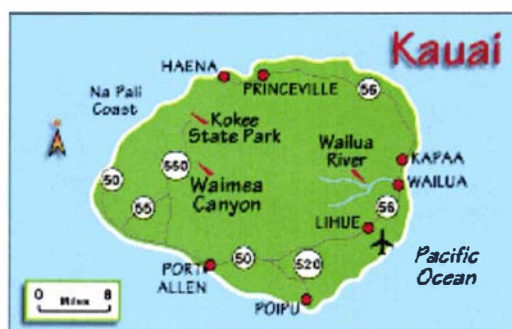 Kauai
HAENA
PRINCEVILLE
56
Na Pali
Coast
Kokee
State Park
Wailua
River
KAPAA
WAILUA
550
Waimea
Canyon
50
55
56
LIHUE
Pacific
Ocean
PORT
ALLEN
50
520
POIPU
0 8
Miles